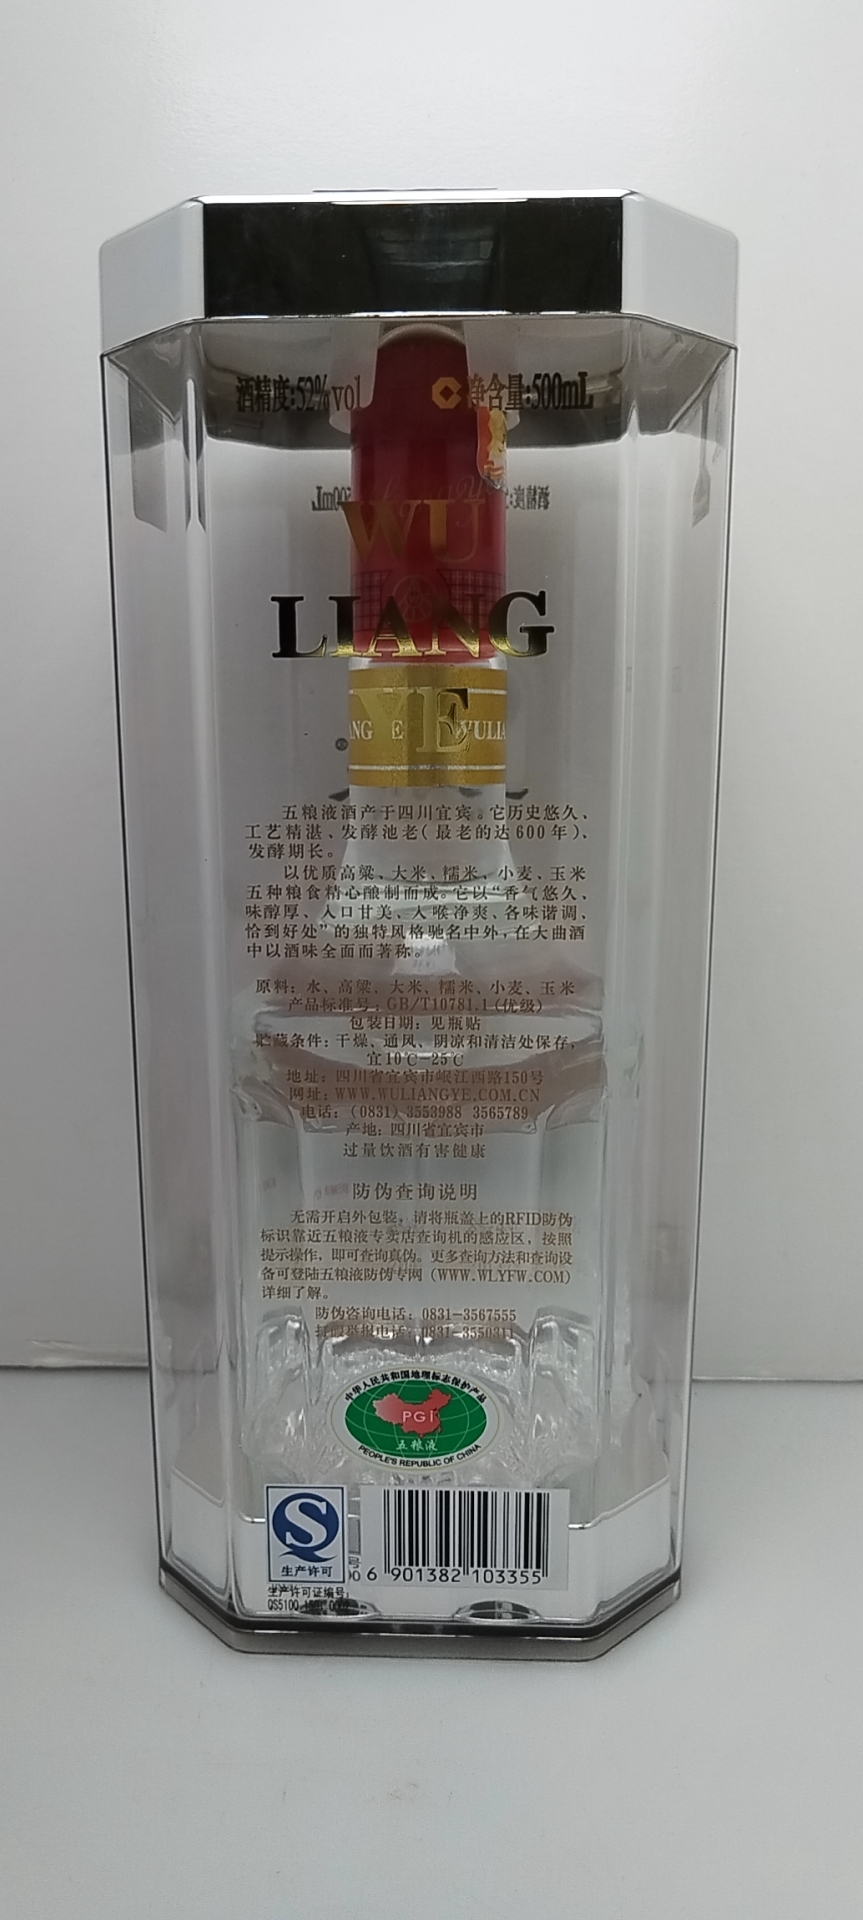 酒精度:52%vol 净含量:500mL
WU
LIANG
YE
ANG YE WULIA
五粮液酒产于四川宜宾。它历史悠久、
工艺精湛、发酵池老(最老的达600年)、
发酵期长。
以优质高粱、大米、糯米、小麦、玉米
五种粮食精心酿制而成。它以“香气悠久、
味醇厚、入口甘美、入喉净爽、各味谐调、
恰到好处”的独特风格驰名中外,在大曲酒
中以酒味全面而著称。
原料: 水、高粱、大米、糯米、小麦、玉米
产品标准号: GB/T10781.1(优级)
包装日期: 见瓶贴
贮藏条件: 干燥、通风、阴凉和清洁处保存,
宜10℃-25℃
地址: 四川省宜宾市岷江西路150号
网址: WWW.WULIANGYE.COM.CN
电话: (0831) 3553988 3565789
产地: 四川省宜宾市
过量饮酒有害健康
防伪查询说明
无需开启外包装, 请将瓶盖上的RFID防伪
标识靠近五粮液专卖店查询机的感应区, 按照
提示操作, 即可查询真伪。更多查询方法和查询设
备可登陆五粮液防伪专网 (WWW.WLYFW.COM)
详细了解。
防伪咨询电话: 0831-3567555
打假举报电话: 0831-3550311
中华人民共和国地理标志保护产品
PGI
五粮液
PEOPLE'S REPUBLIC OF CHINA
生产许可
6 901382 103355
生产许可证编号:
QS5100